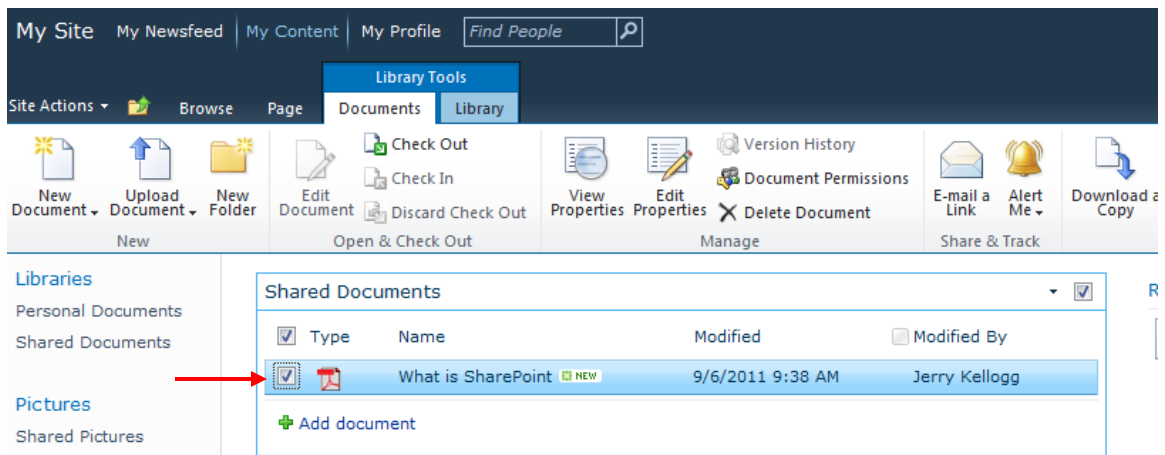 My Site My Newsfeed My Content My Profile Find People
Library Tools
Site Actions Browse Page Documents Library
New Document
Upload Document
New Folder
New
Edit Document
Check Out
Check In
Discard Check Out
Open & Check Out
View Properties
Edit Properties
Version History
Document Permissions
Delete Document
Manage
E-mail a Link
Alert Me
Share & Track
Download a
Copy
Libraries
Personal Documents
Shared Documents
Pictures
Shared Pictures
Shared Documents
Type Name Modified Modified By
What is SharePoint NEW 9/6/2011 9:38 AM Jerry Kellogg
Add document
R